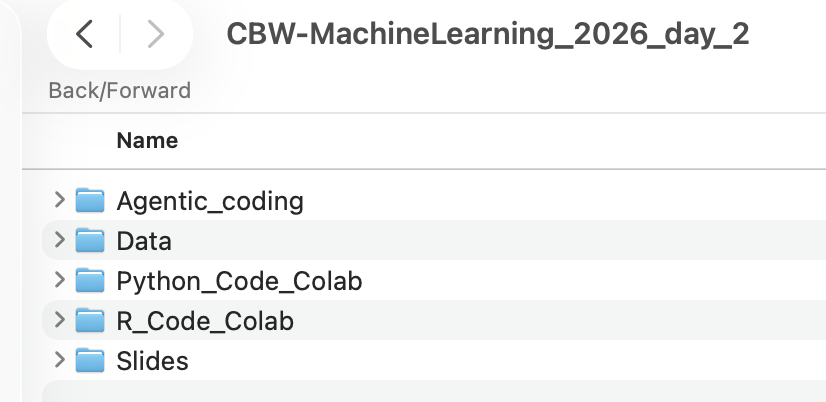 CBW-MachineLearning_2026_day_2
Back/Forward
Name
Agentic_coding
Data
Python_Code_Colab
R_Code_Colab
Slides